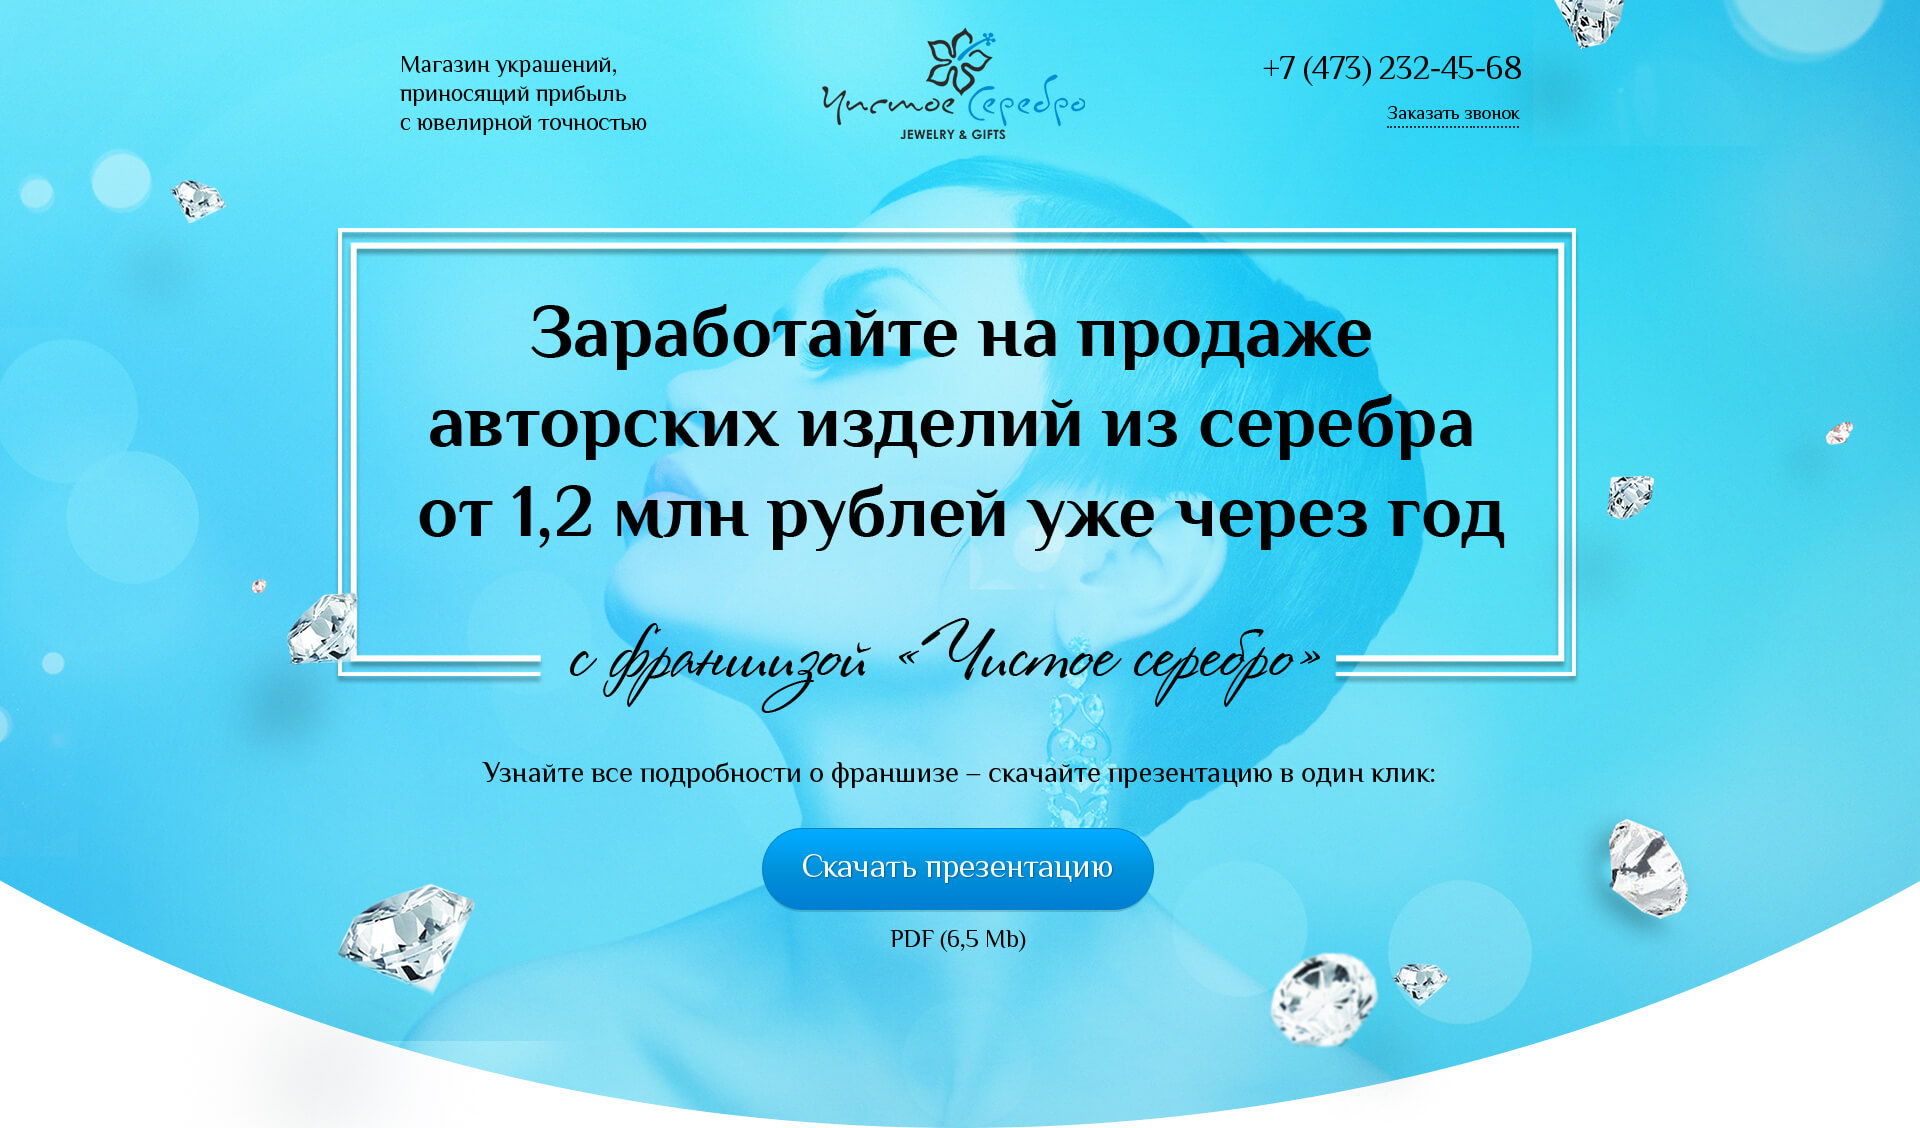 Магазин украшений,
приносящий прибыль
с ювелирной точностью
Чистое Серебро
JEWELRY & GIFTS
+7 (473) 232-45-68
Заказать звонок
Заработайте на продаже
авторских изделий из серебра
от 1,2 млн рублей уже через год
с франшизой «Чистое серебро»
Узнайте все подробности о франшизе – скачайте презентацию в один клик:
Скачать презентацию
PDF (6,5 Mb)